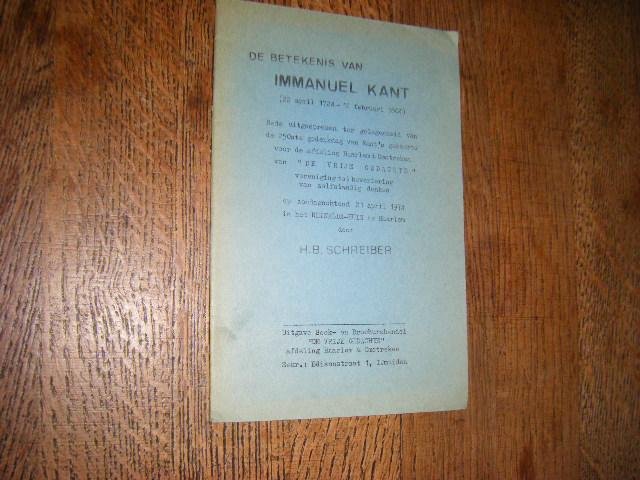 DE BETEKENIS VAN
IMMANUEL KANT
(22 april 1724 - 12 februari 1804)
Rede uitgesproken ter gelegenheid van
de 250ste gedenkdag van Kant's geboorte
voor de afdeling Haarlem & Omstreken
van "DE VRIJE GEDACHTE"
vereniging tot bevordering
van zelfstandig denken
op zondagochtend 21 april 1974
in het te Haarlem
door
H.B. SCHREIBER
Uitgave Boek- en Brochurehandel
"DE VRIJE GEDACHTE"
afdeling Haarlem & Omstreken
Secr.: Edisonstraat 1, IJmuiden